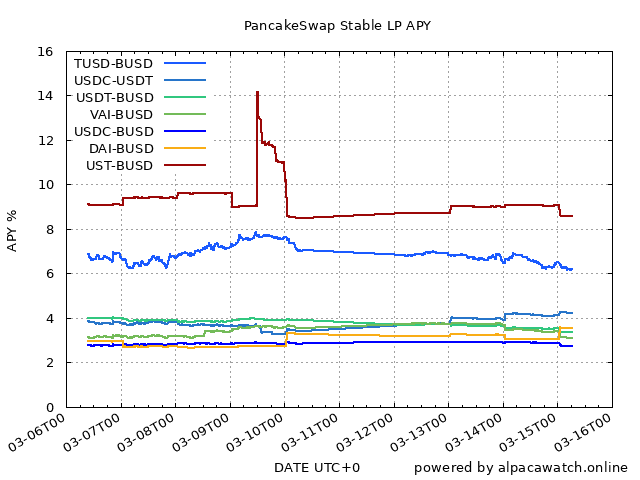 PancakeSwap Stable LP APY
16
14
12
10
8
6
4
2
0
APY %
TUSD-BUSD
USDC-USDT
USDT-BUSD
VAI-BUSD
USDC-BUSD
DAI-BUSD
UST-BUSD
03-06T00
03-07T00
03-08T00
03-09T00
03-10T00
03-11T00
03-12T00
03-13T00
03-14T00
03-15T00
03-16T00
DATE UTC+0
powered by alpacawatch.online